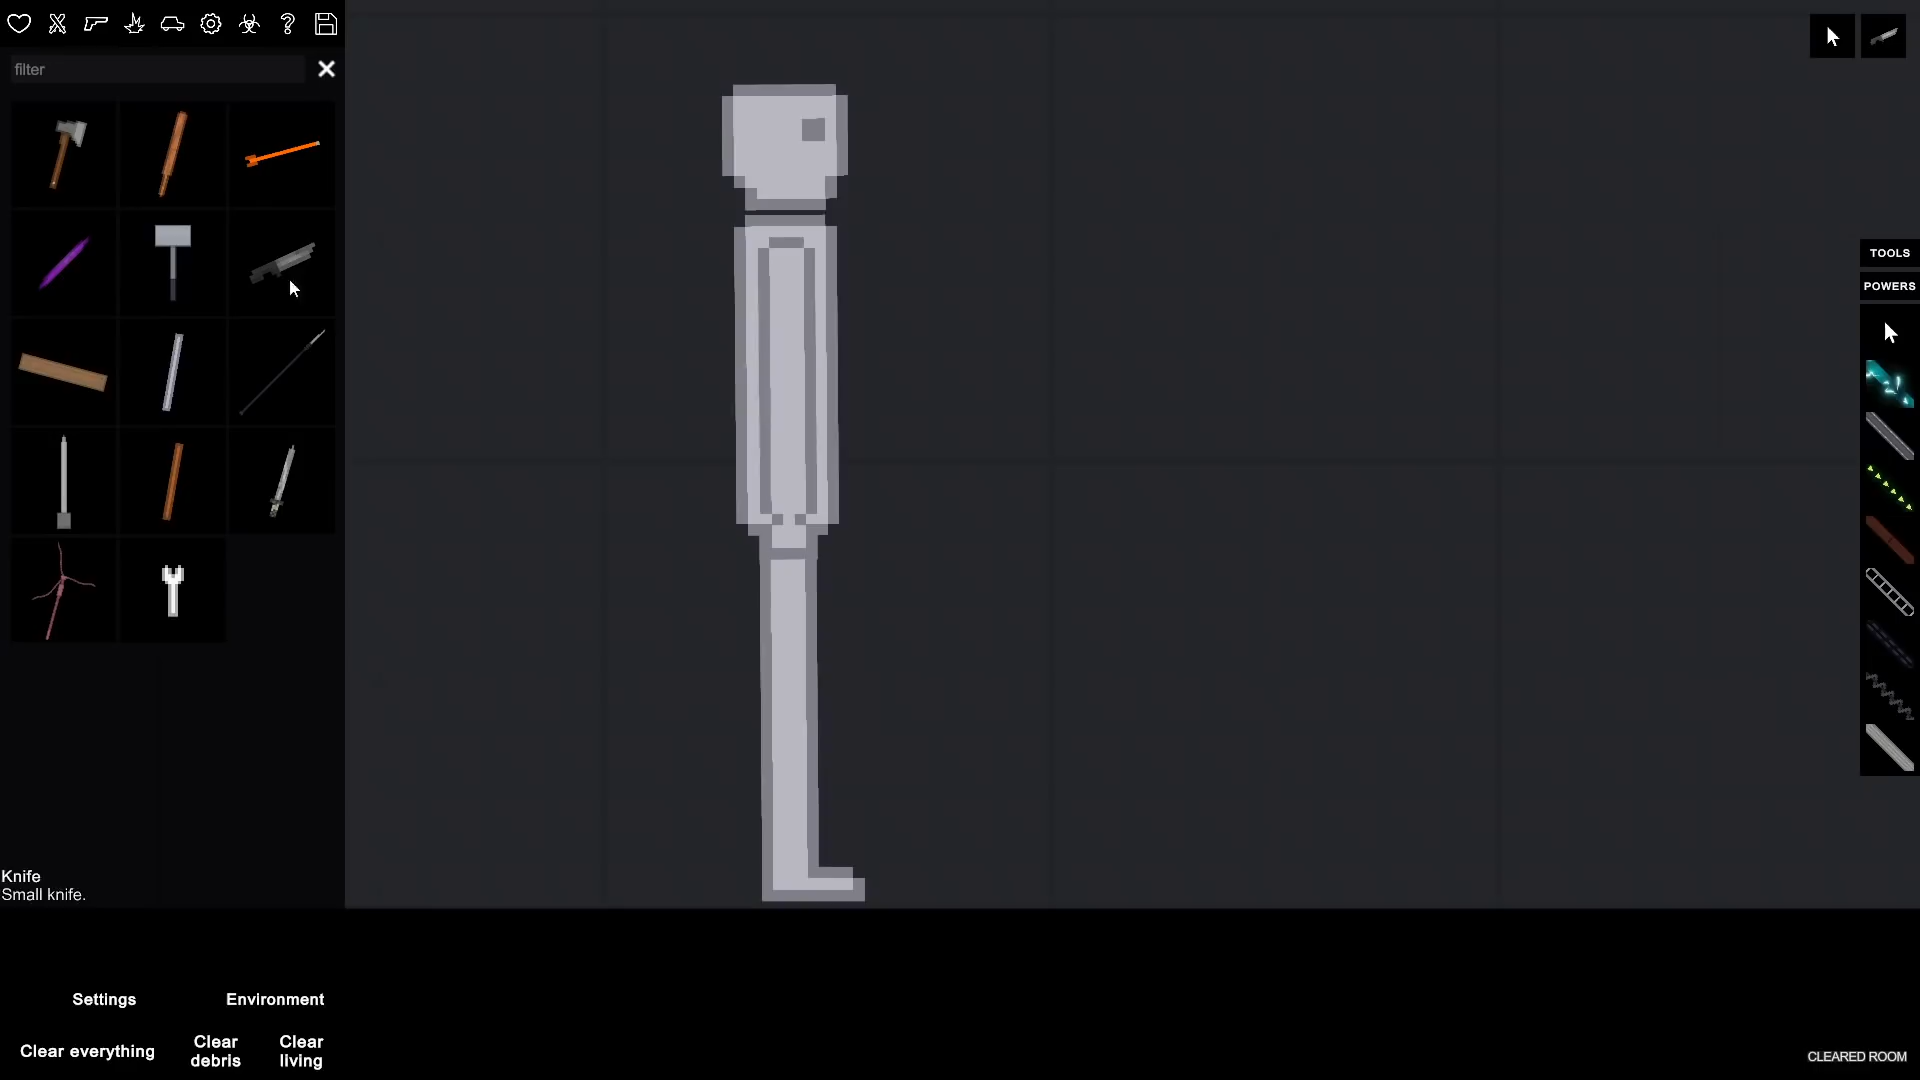 filter
TOOLS
POWERS
Knife
Small knife.
Settings
Environment
Clear everything
Clear
debris
Clear
living
CLEARED ROOM